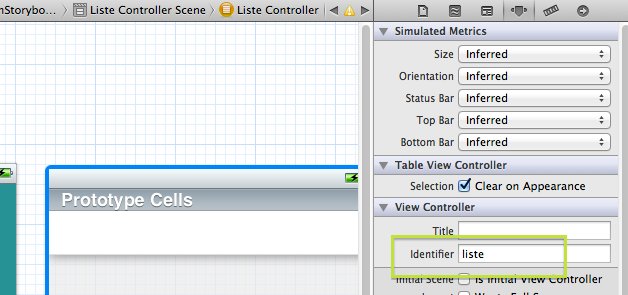 mStorybo... Liste Controller Scene Liste Controller
Simulated Metrics
Size Inferred
Orientation Inferred
Status Bar Inferred
Top Bar Inferred
Bottom Bar Inferred
Table View Controller
Selection Clear on Appearance
View Controller
Title
Identifier liste
Initial Scene Is Initial View Controller
Prototype Cells